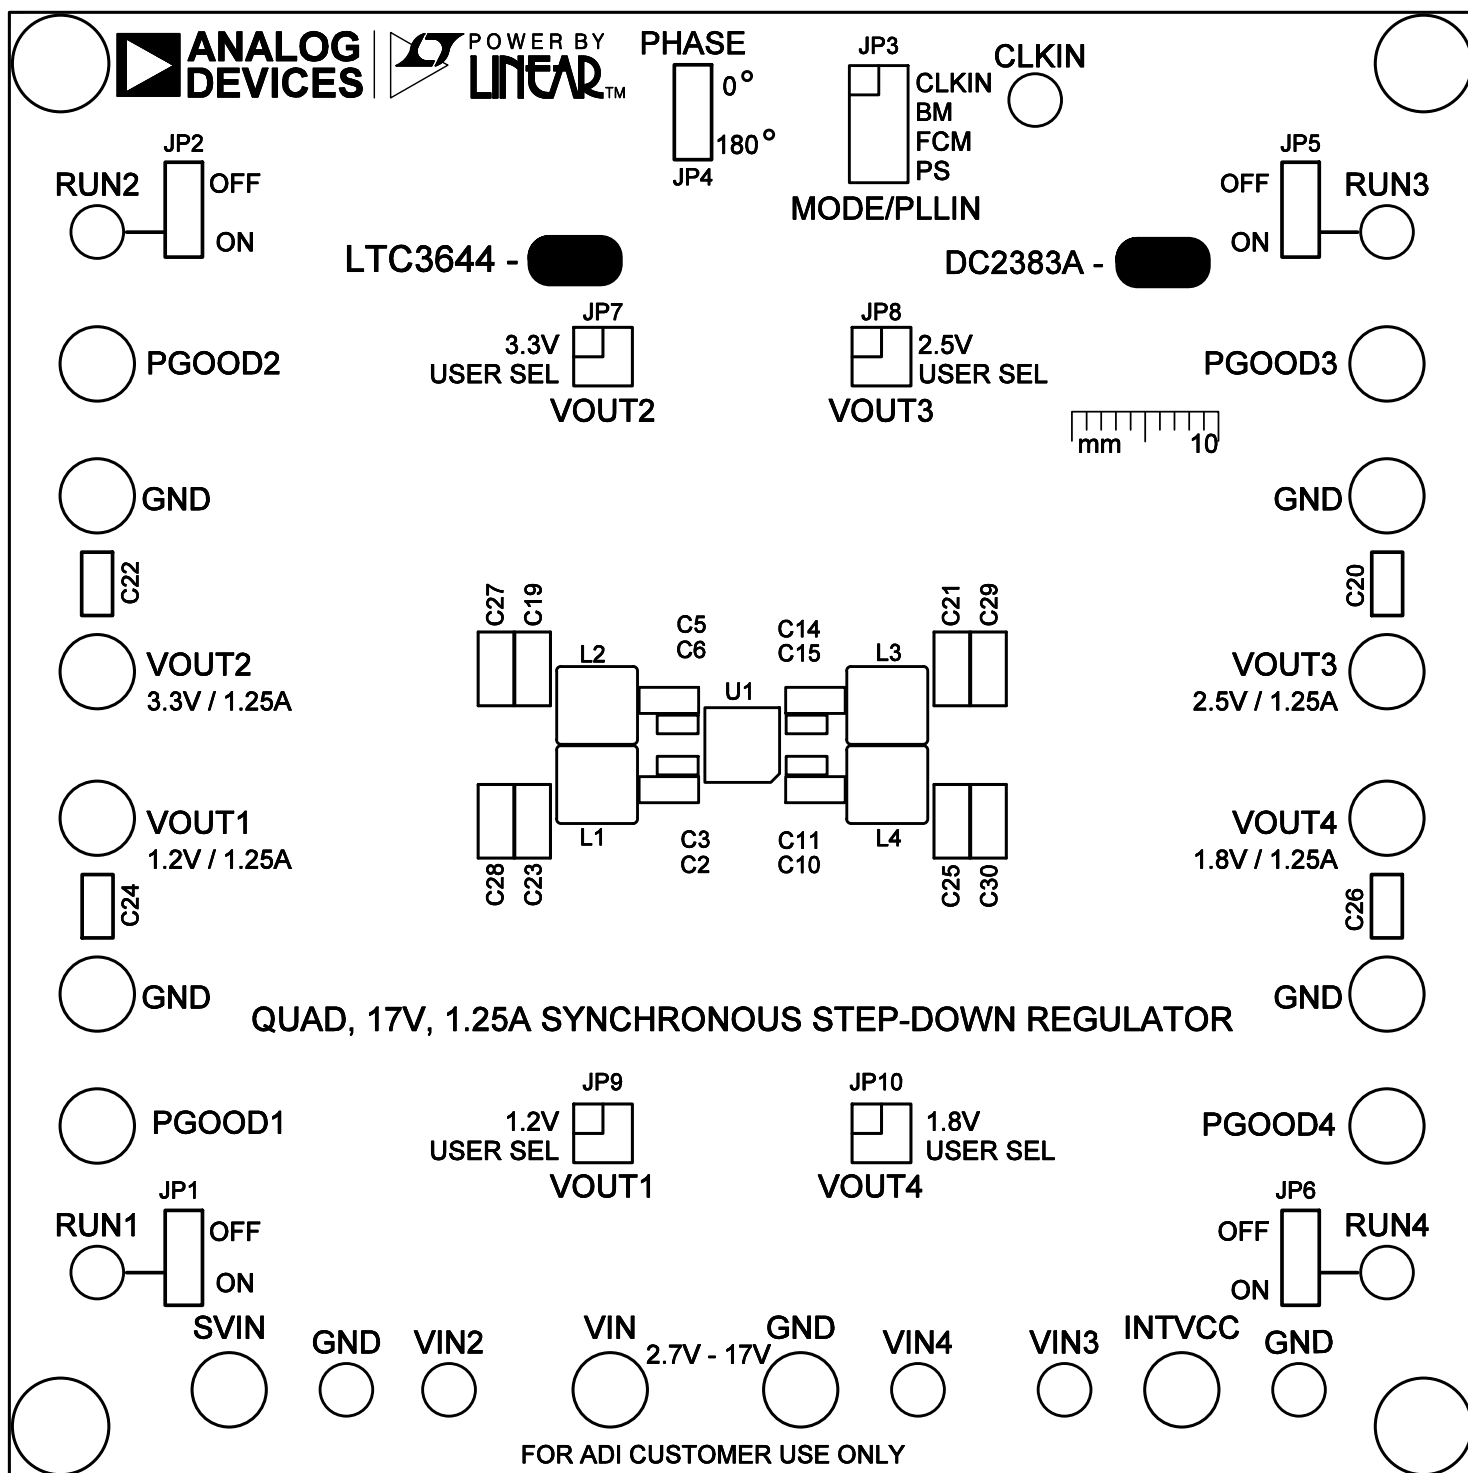 ANALOG
DEVICES
POWER BY
LINEAR™
PHASE
0°
180°
JP4
JP3
CLKIN
BM
FCM
PS
MODE/PLLIN
CLKIN
JP2
RUN2
OFF
ON
JP5
OFF
RUN3
ON
LTC3644 -
DC2383A -
JP7
3.3V
USER SEL
VOUT2
JP8
2.5V
USER SEL
VOUT3
PGOOD2
PGOOD3
mm 10
GND
GND
C22
C20
C27
C19
C21
C29
C5
C6
C14
C15
VOUT2
3.3V / 1.25A
L2
L3
VOUT3
2.5V / 1.25A
U1
VOUT1
1.2V / 1.25A
L1
L4
VOUT4
1.8V / 1.25A
C3
C2
C11
C10
C28
C23
C25
C30
C24
C26
GND
GND
QUAD, 17V, 1.25A SYNCHRONOUS STEP-DOWN REGULATOR
JP9
1.2V
USER SEL
VOUT1
JP10
1.8V
USER SEL
VOUT4
PGOOD1
PGOOD4
JP1
RUN1
OFF
ON
JP6
OFF
RUN4
ON
SVIN
GND
VIN2
VIN
2.7V - 17V
GND
VIN4
VIN3
INTVCC
GND
FOR ADI CUSTOMER USE ONLY